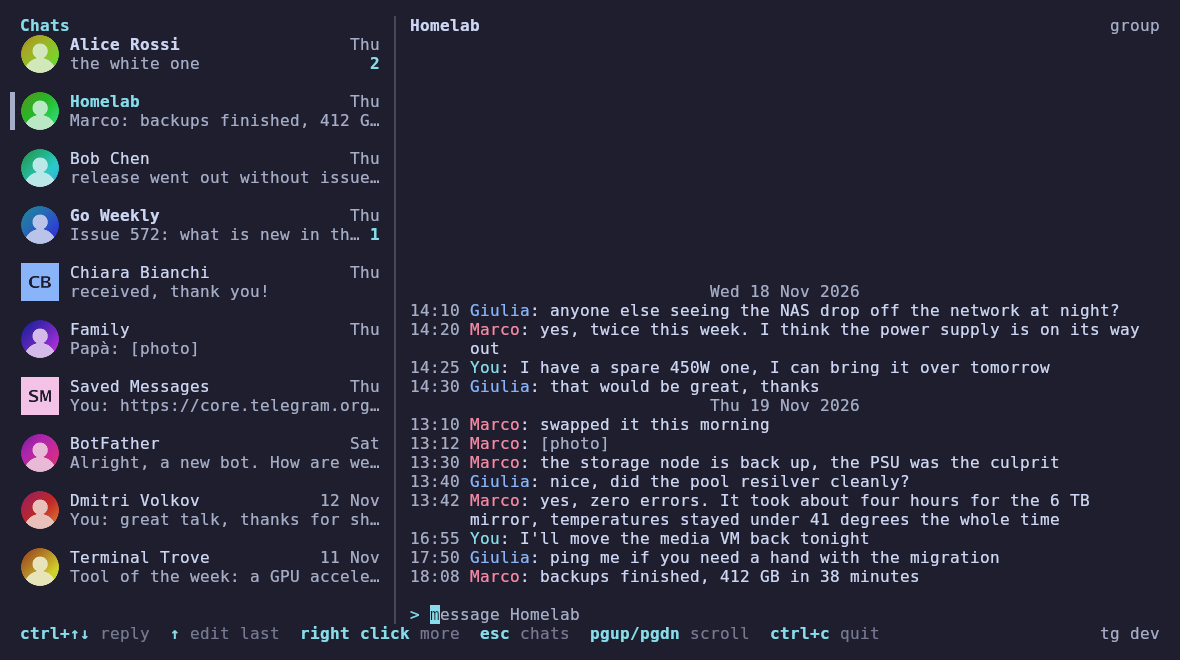 Chats
Alice Rossi Thu
the white one 2
Homelab Thu
Marco: backups finished, 412 G…
Bob Chen Thu
release went out without issue…
Go Weekly Thu
Issue 572: what is new in th… 1
CB
Chiara Bianchi Thu
received, thank you!
Family Thu
Papà: [photo]
SM
Saved Messages Thu
You: https://core.telegram.org…
BotFather Sat
Alright, a new bot. How are we…
Dmitri Volkov 12 Nov
You: great talk, thanks for sh…
Terminal Trove 11 Nov
Tool of the week: a GPU accele…
Homelab group
Wed 18 Nov 2026
14:10 Giulia: anyone else seeing the NAS drop off the network at night?
14:20 Marco: yes, twice this week. I think the power supply is on its way
out
14:25 You: I have a spare 450W one, I can bring it over tomorrow
14:30 Giulia: that would be great, thanks
Thu 19 Nov 2026
13:10 Marco: swapped it this morning
13:12 Marco: [photo]
13:30 Marco: the storage node is back up, the PSU was the culprit
13:40 Giulia: nice, did the pool resilver cleanly?
13:42 Marco: yes, zero errors. It took about four hours for the 6 TB
mirror, temperatures stayed under 41 degrees the whole time
16:55 You: I'll move the media VM back tonight
17:50 Giulia: ping me if you need a hand with the migration
18:08 Marco: backups finished, 412 GB in 38 minutes
> message Homelab
ctrl+↑↓ reply ↑ edit last right click more esc chats pgup/pgdn scroll ctrl+c quit tg dev